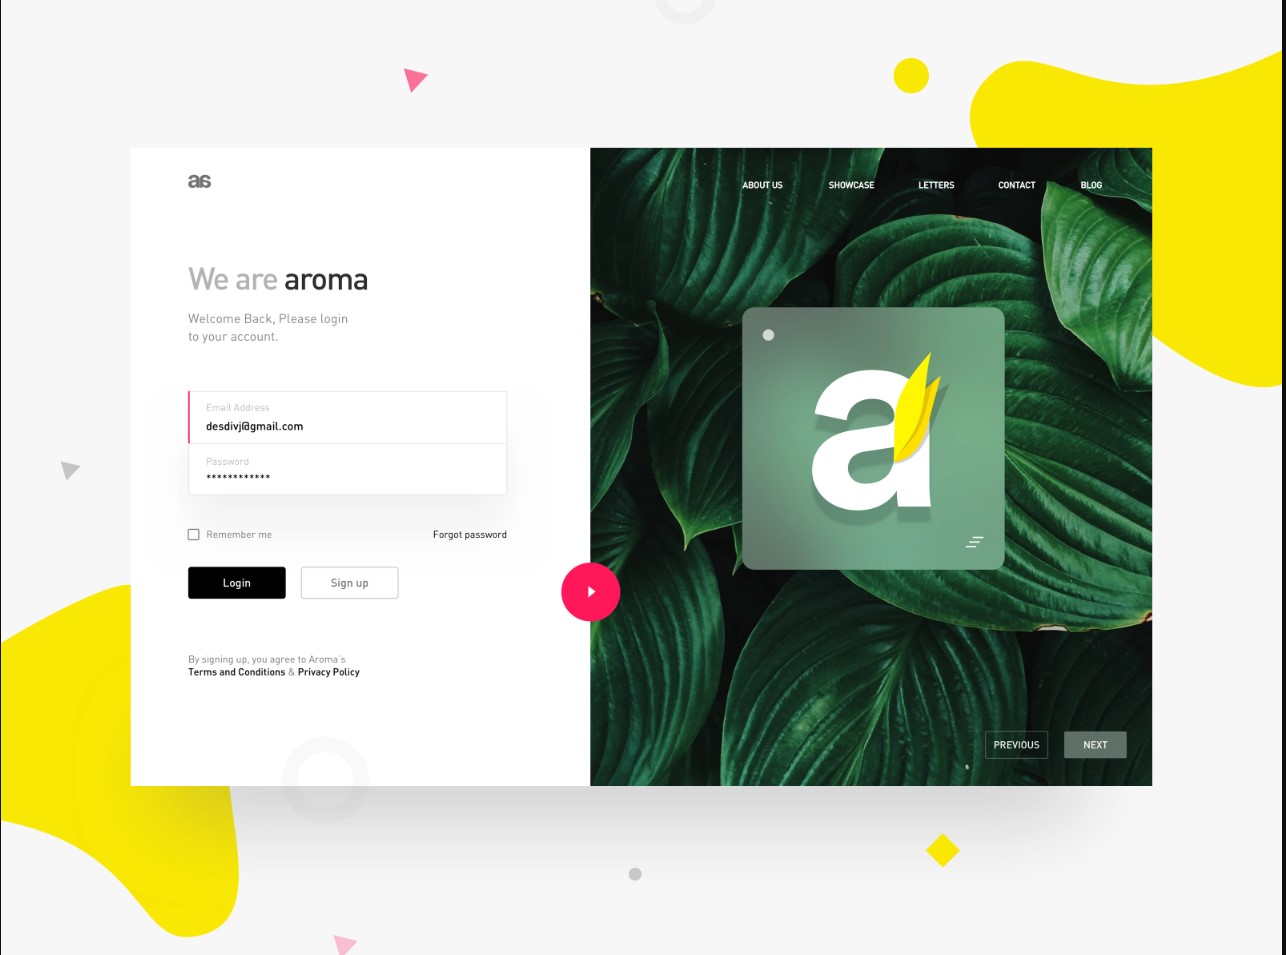 as
We are aroma
Welcome Back, Please login
to your account.
Email Address
desdivj@gmail.com
Password
************
Remember me
Forgot password
Login
Sign up
By signing up, you agree to Aroma's
Terms and Conditions & Privacy Policy
ABOUT US
SHOWCASE
LETTERS
CONTACT
BLOG
a
PREVIOUS
NEXT